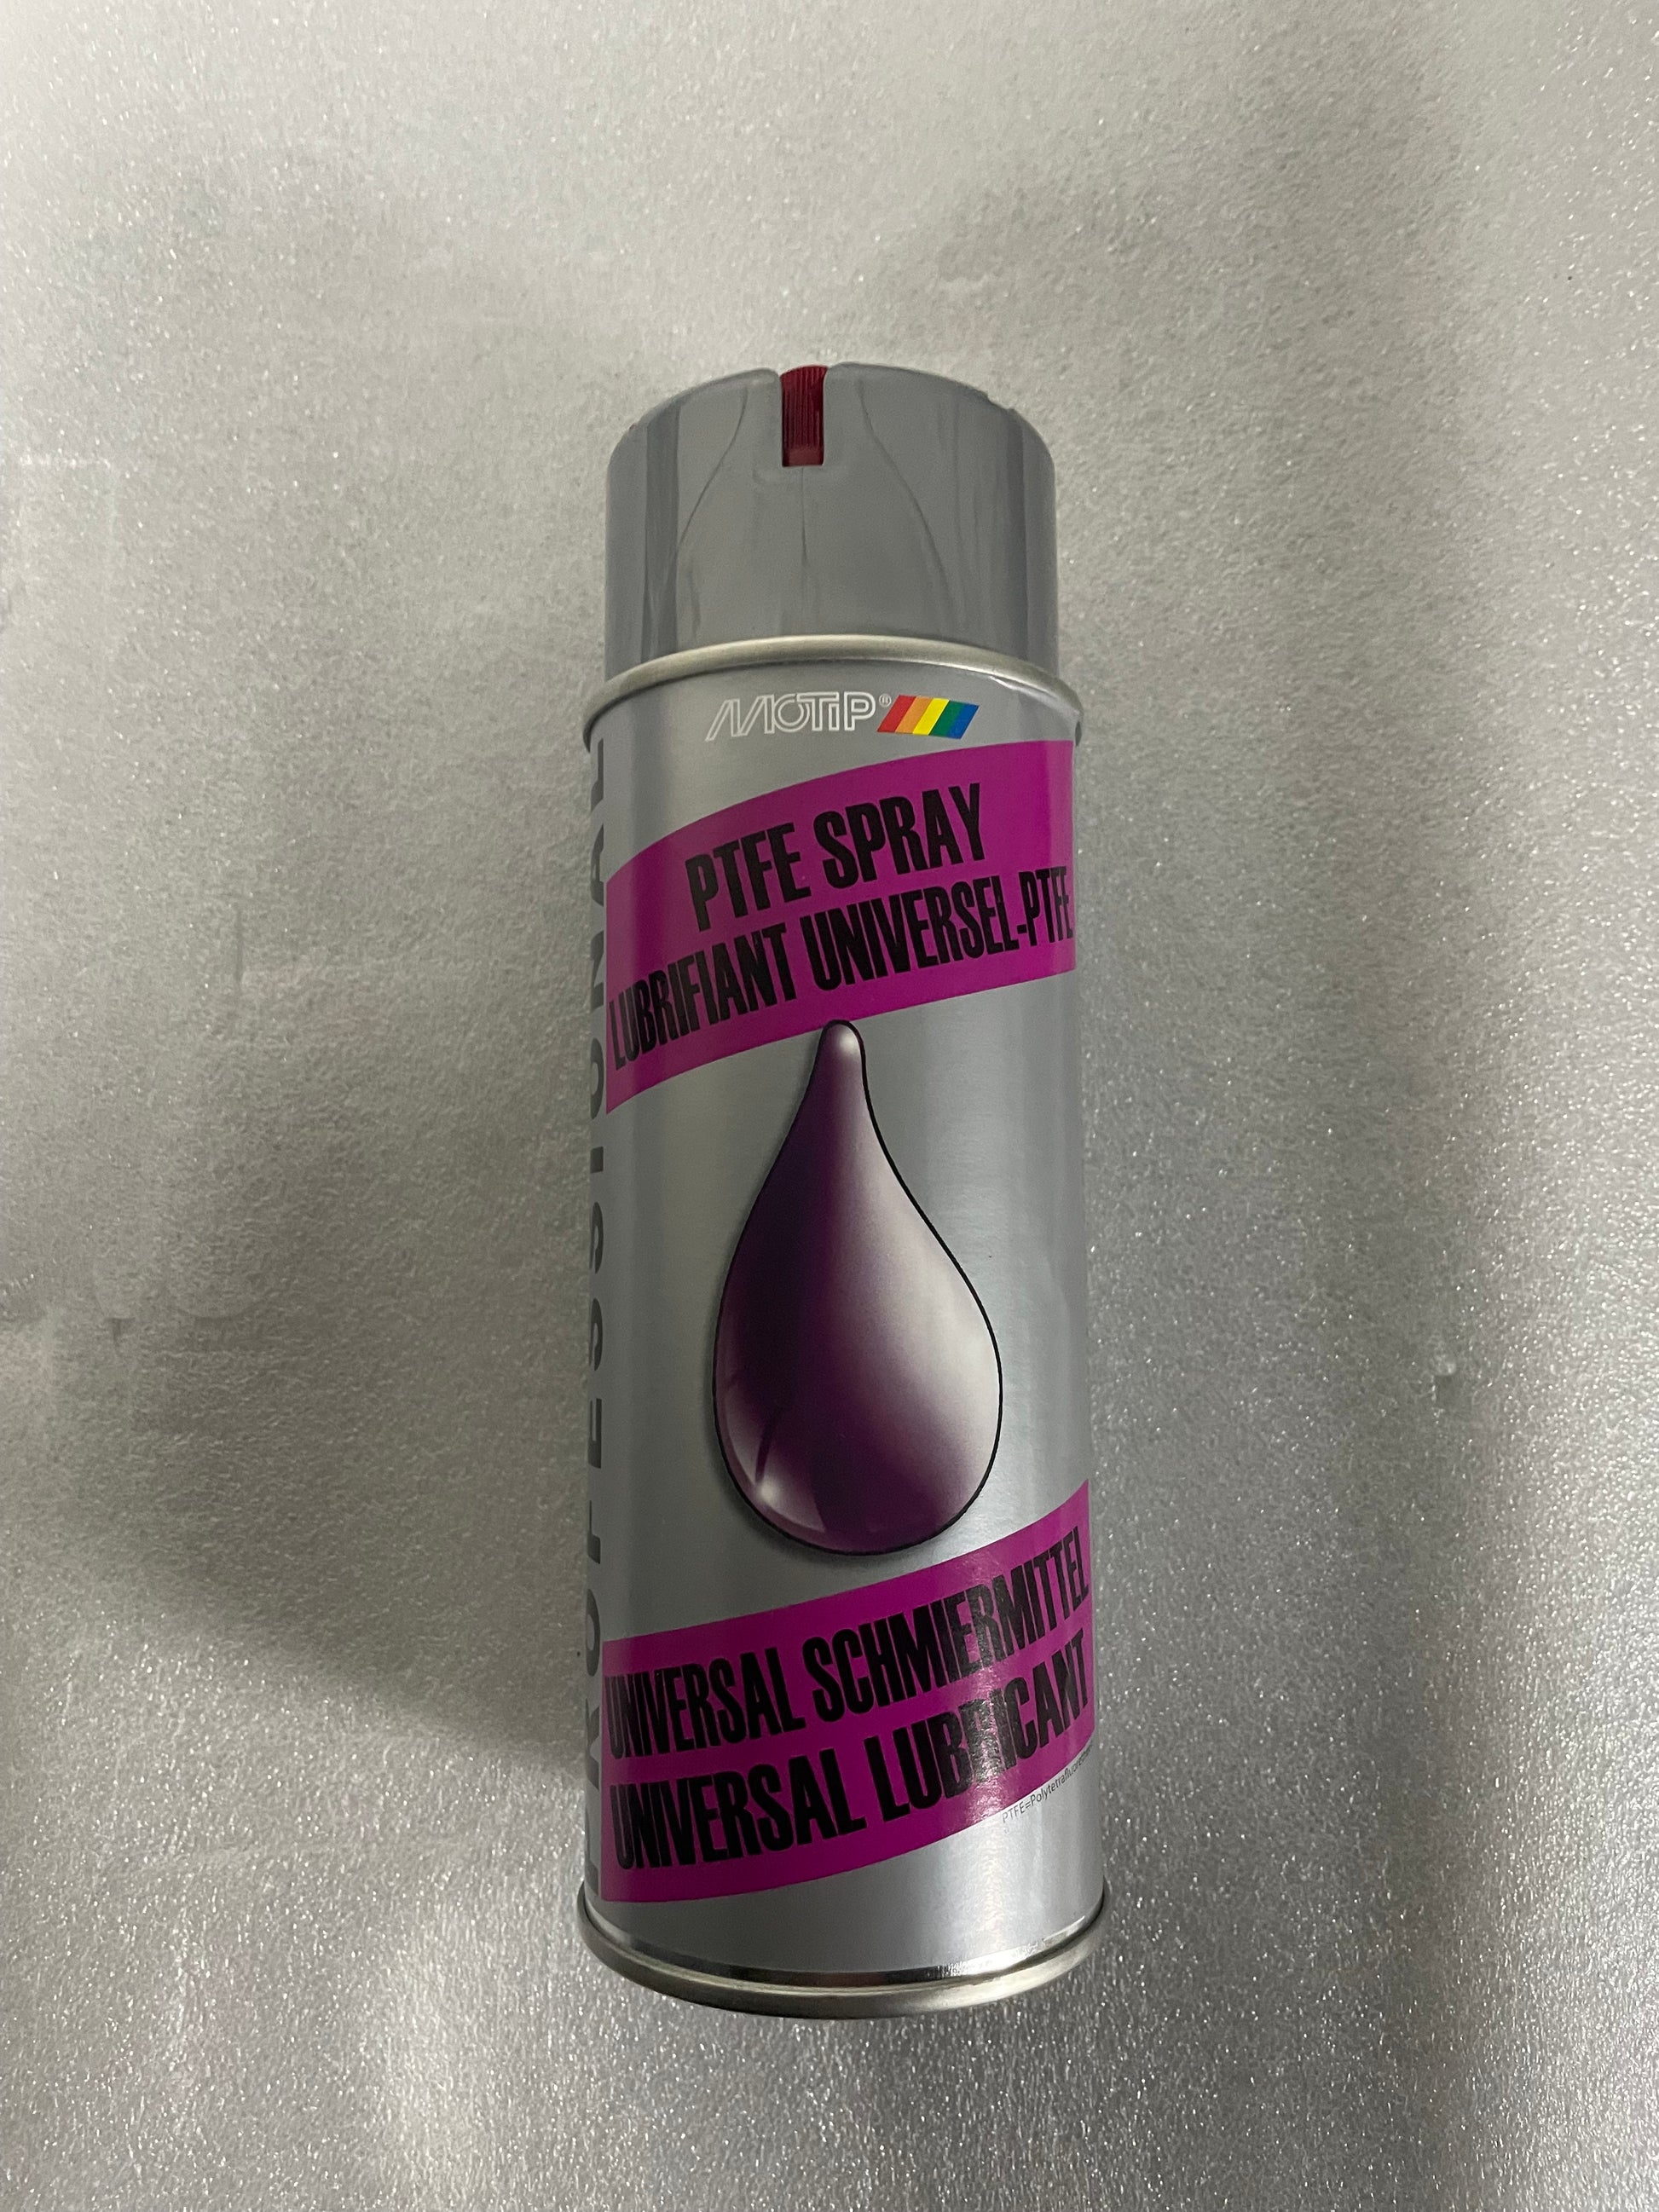 MOTIP®
PTFE SPRAY
LUBRIFIANT UNIVERSEL-PTFE
UNIVERSAL SCHMIERMITTEL
UNIVERSAL LUBRICANT
PROFESSIONAL